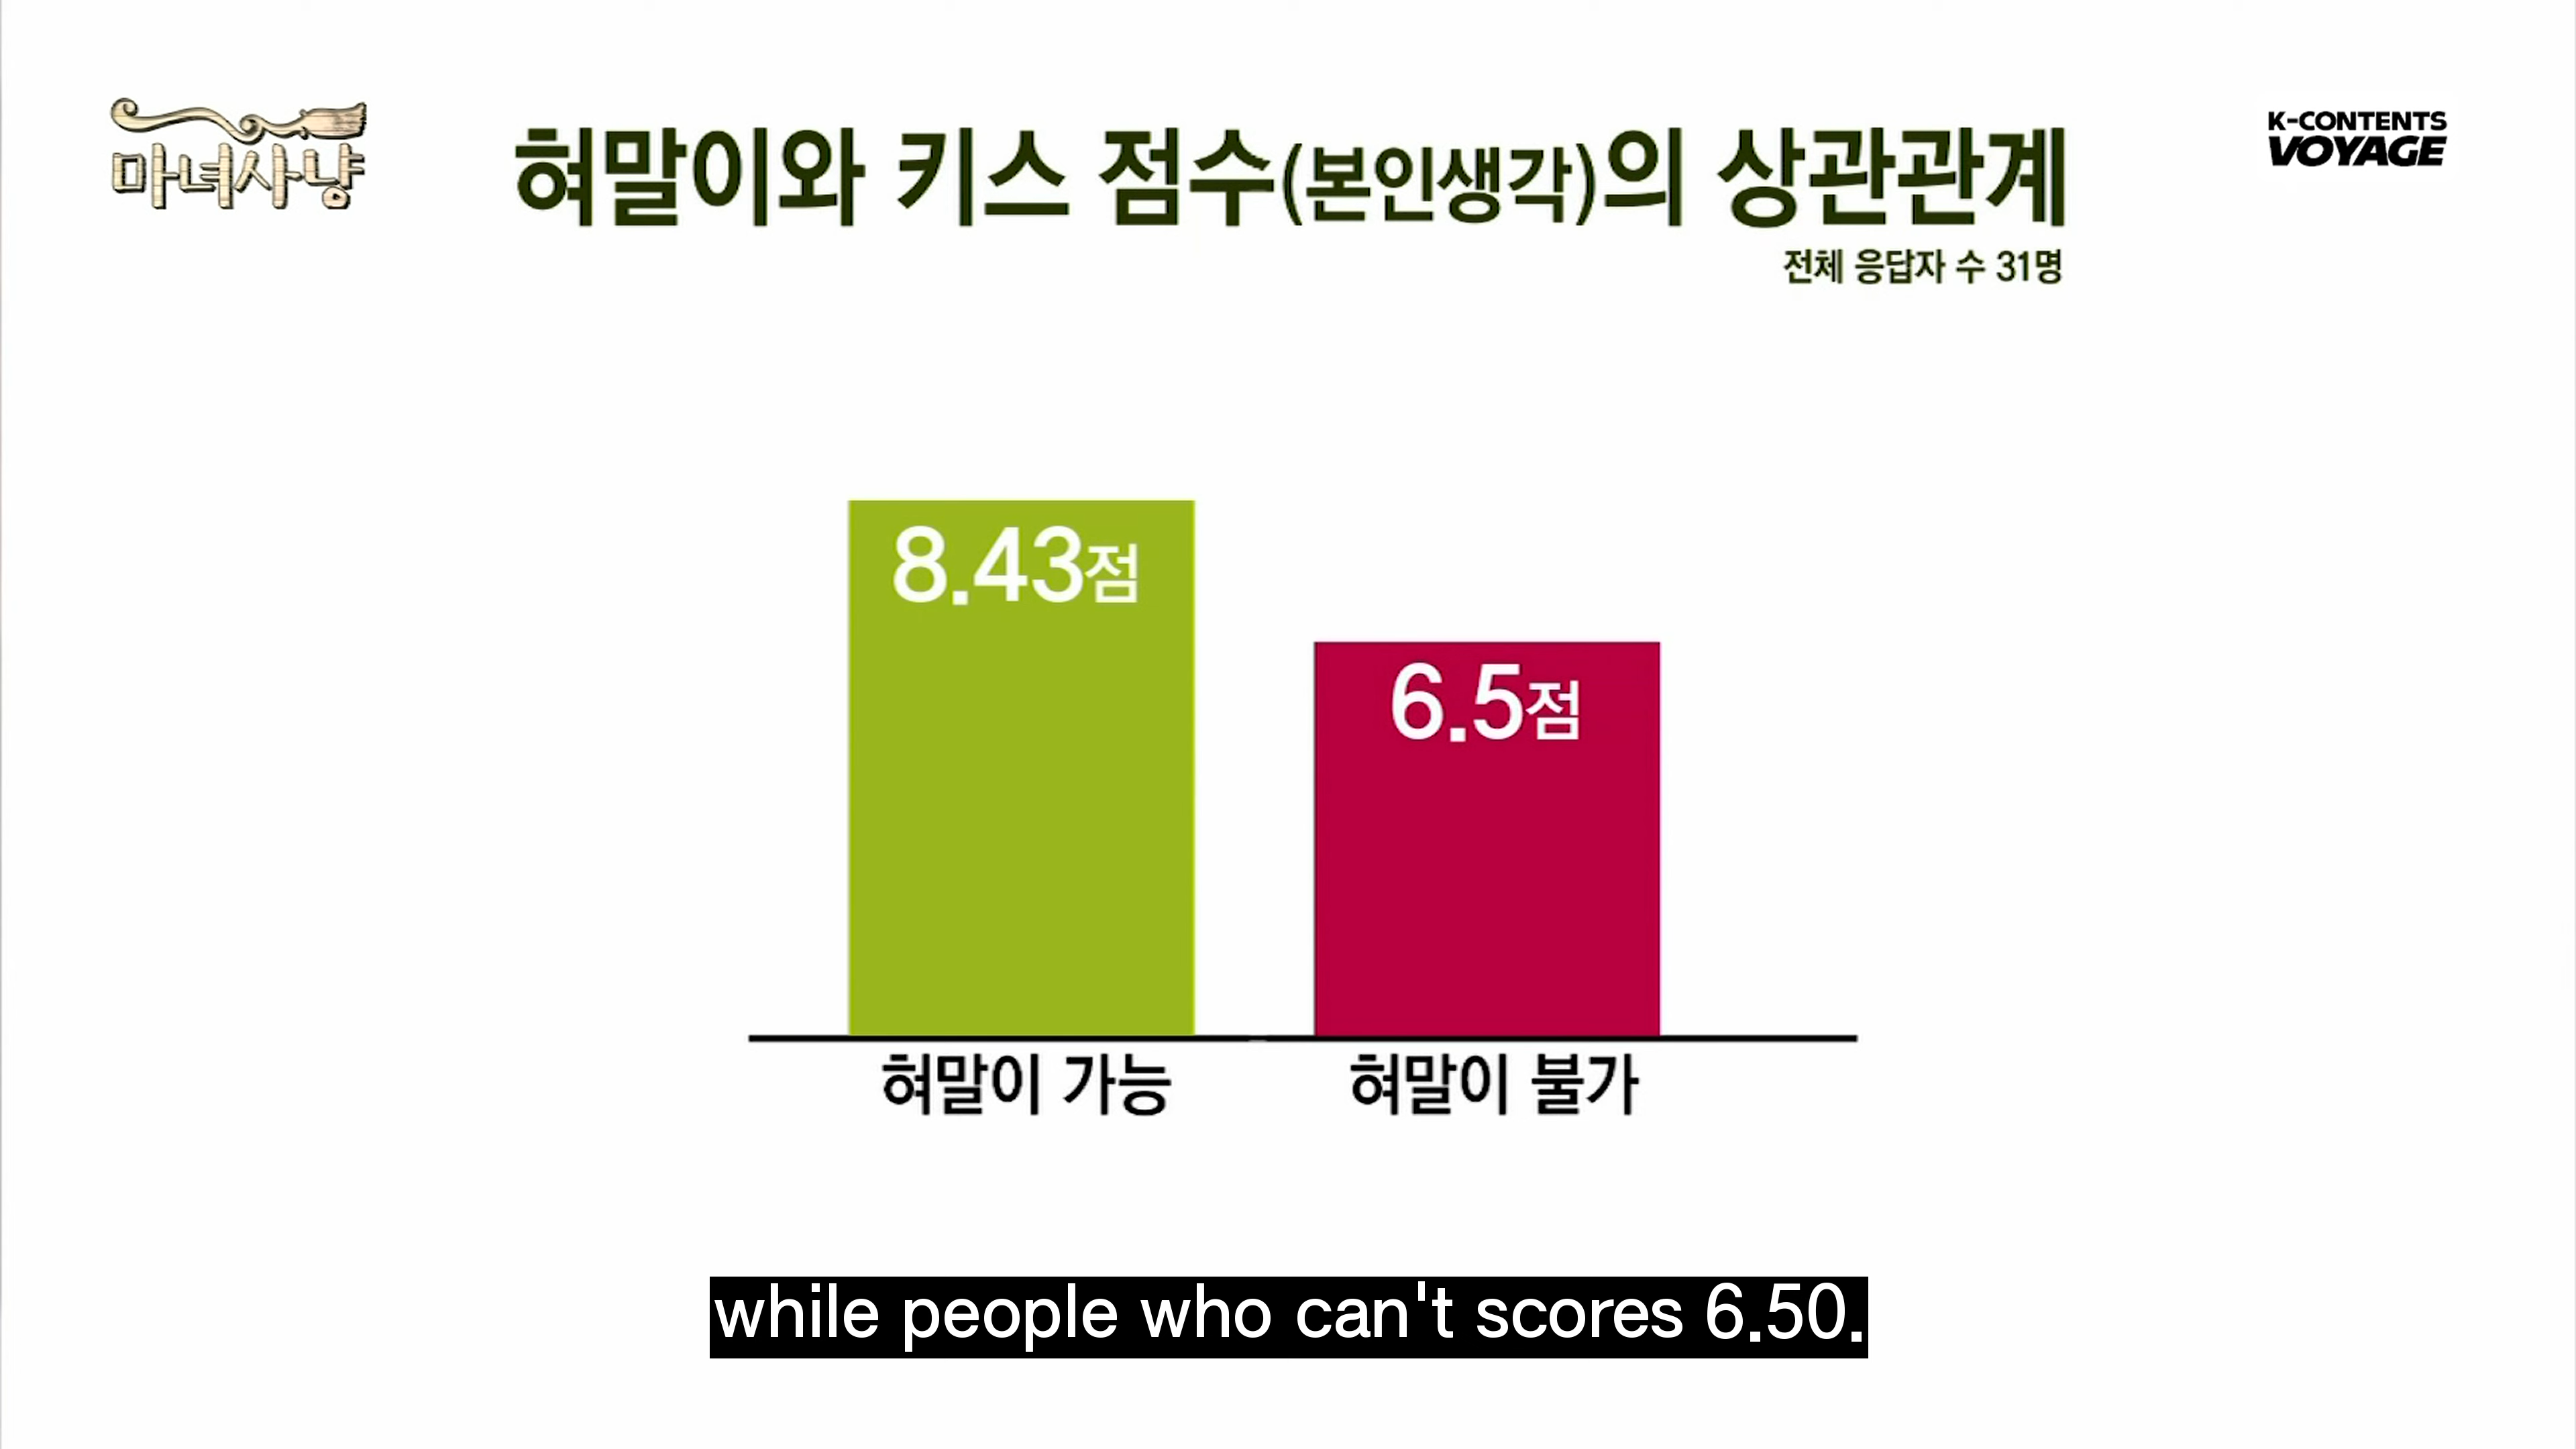 마녀사냥
혀말이와 키스 점수(본인생각)의 상관관계
K-CONTENTS
VOYAGE
전체 응답자 수 31명
8.43점
6.5점
혀말이 가능
혀말이 불가
while people who can't scores 6.50.